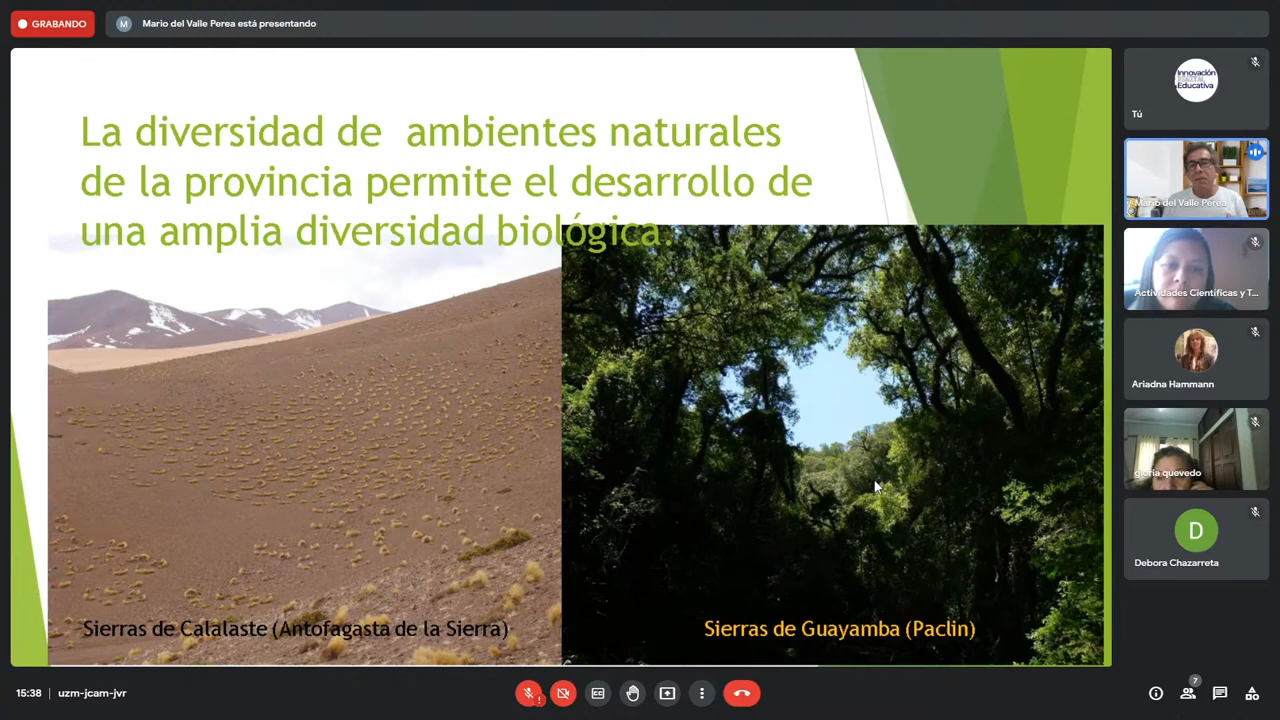 GRABANDO
M
Mario del Valle Perea está presentando
La diversidad de ambientes naturales
de la provincia permite el desarrollo de
una amplia diversidad biológica.
Sierras de Calalaste (Antofagasta de la Sierra)
Sierras de Guayamba (Paclin)
Innovación
Educativa
Tú
Mario del Valle Perea
Actividades Científicas y T...
Ariadna Hammann
gloria quevedo
D
Debora Chazarreta
15:38
uzm-jcam-jvr
7